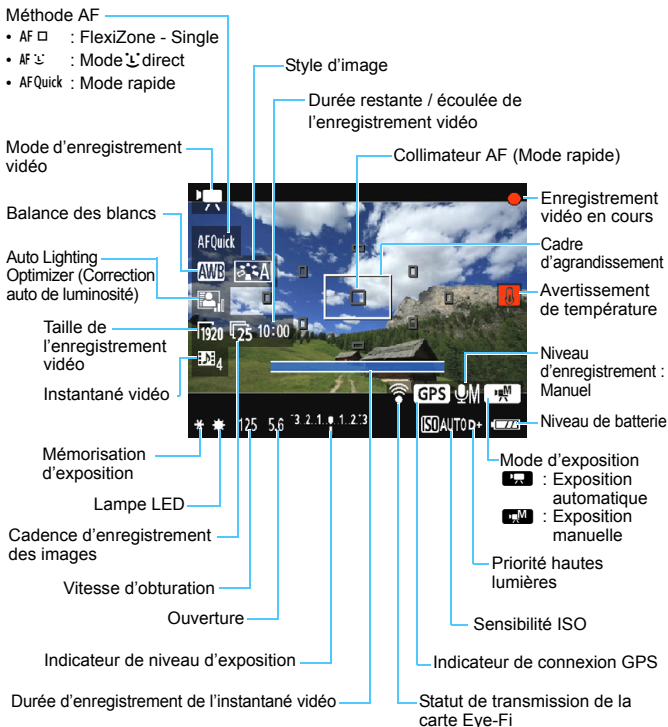 Méthode AF
• AF □ : FlexiZone - Single
• AF : Mode direct
• AFQuick : Mode rapide
Style d'image
Durée restante / écoulée de
l'enregistrement vidéo
Mode d'enregistrement
vidéo
Collimateur AF (Mode rapide)
Balance des blancs
Enregistrement
vidéo en cours
Auto Lighting
Optimizer (Correction
auto de luminosité)
Cadre
d'agrandissement
Avertissement
de température
Taille de
l'enregistrement
vidéo
Niveau
d'enregistrement :
Manuel
Instantané vidéo
Niveau de batterie
AFQuick
AWB
A
1920 25 10:00
4
GPS M M
125 5.6 -3..2..1..0..1..2.:3
ISO AUTO D+
Mémorisation
d'exposition
Mode d'exposition
: Exposition
automatique
M : Exposition
manuelle
Lampe LED
Cadence d'enregistrement
des images
Priorité hautes
lumières
Vitesse d'obturation
Ouverture
Sensibilité ISO
Indicateur de niveau d'exposition
Indicateur de connexion GPS
Durée d'enregistrement de l'instantané vidéo
Statut de transmission de la
carte Eye-Fi